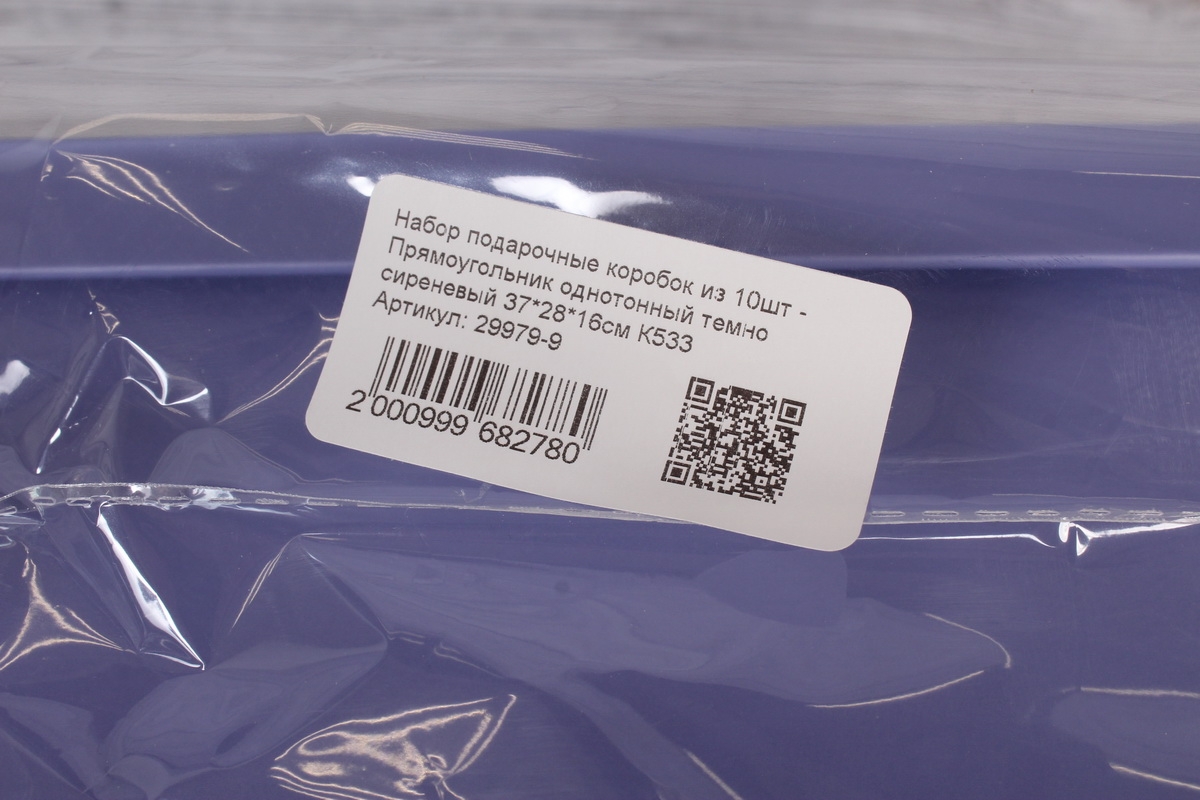 Набор подарочные коробок из 10шт -
Прямоугольник однотонный темно
сиреневый 37*28*16см К533
Артикул: 29979-9
2 000999 682780